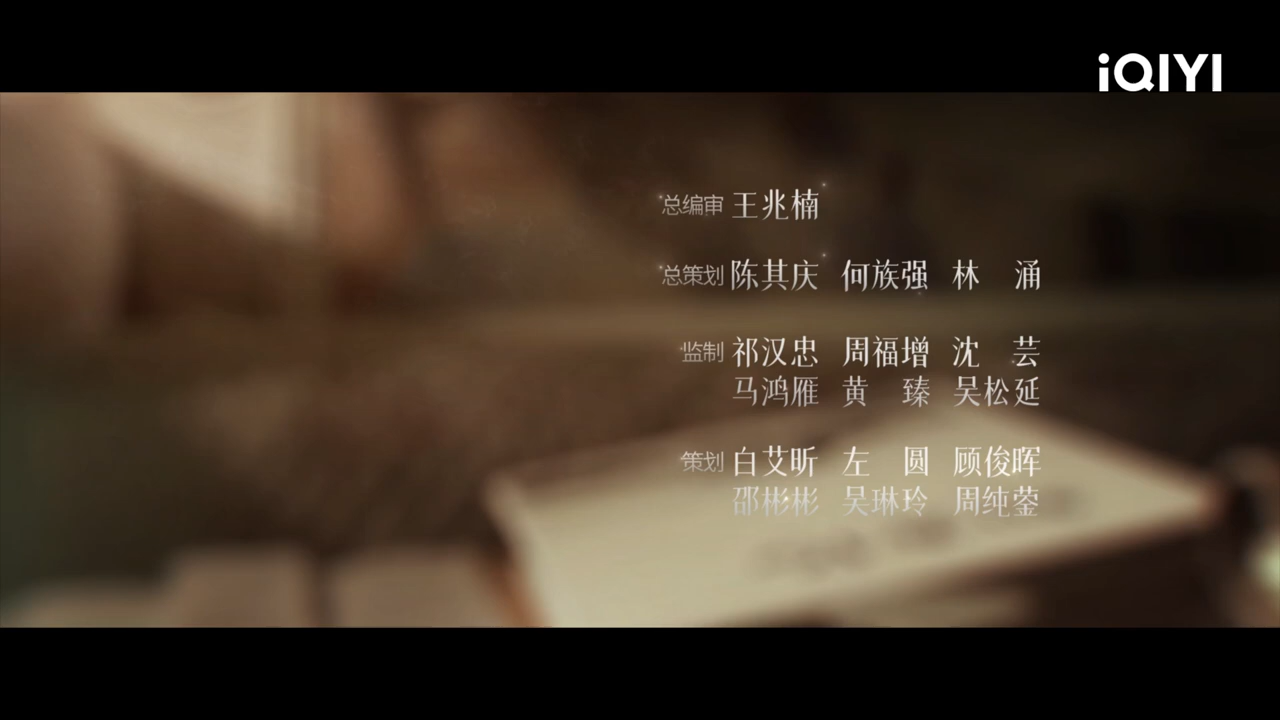 iQIYI
总编审 王兆楠
总策划 陈其庆 何族强 林 涌
监制 祁汉忠 周福增 沈 芸
马鸿雁 黄 臻 吴松延
策划 白艾昕 左 圆 顾俊晖
邵彬彬 吴琳玲 周纯蓥